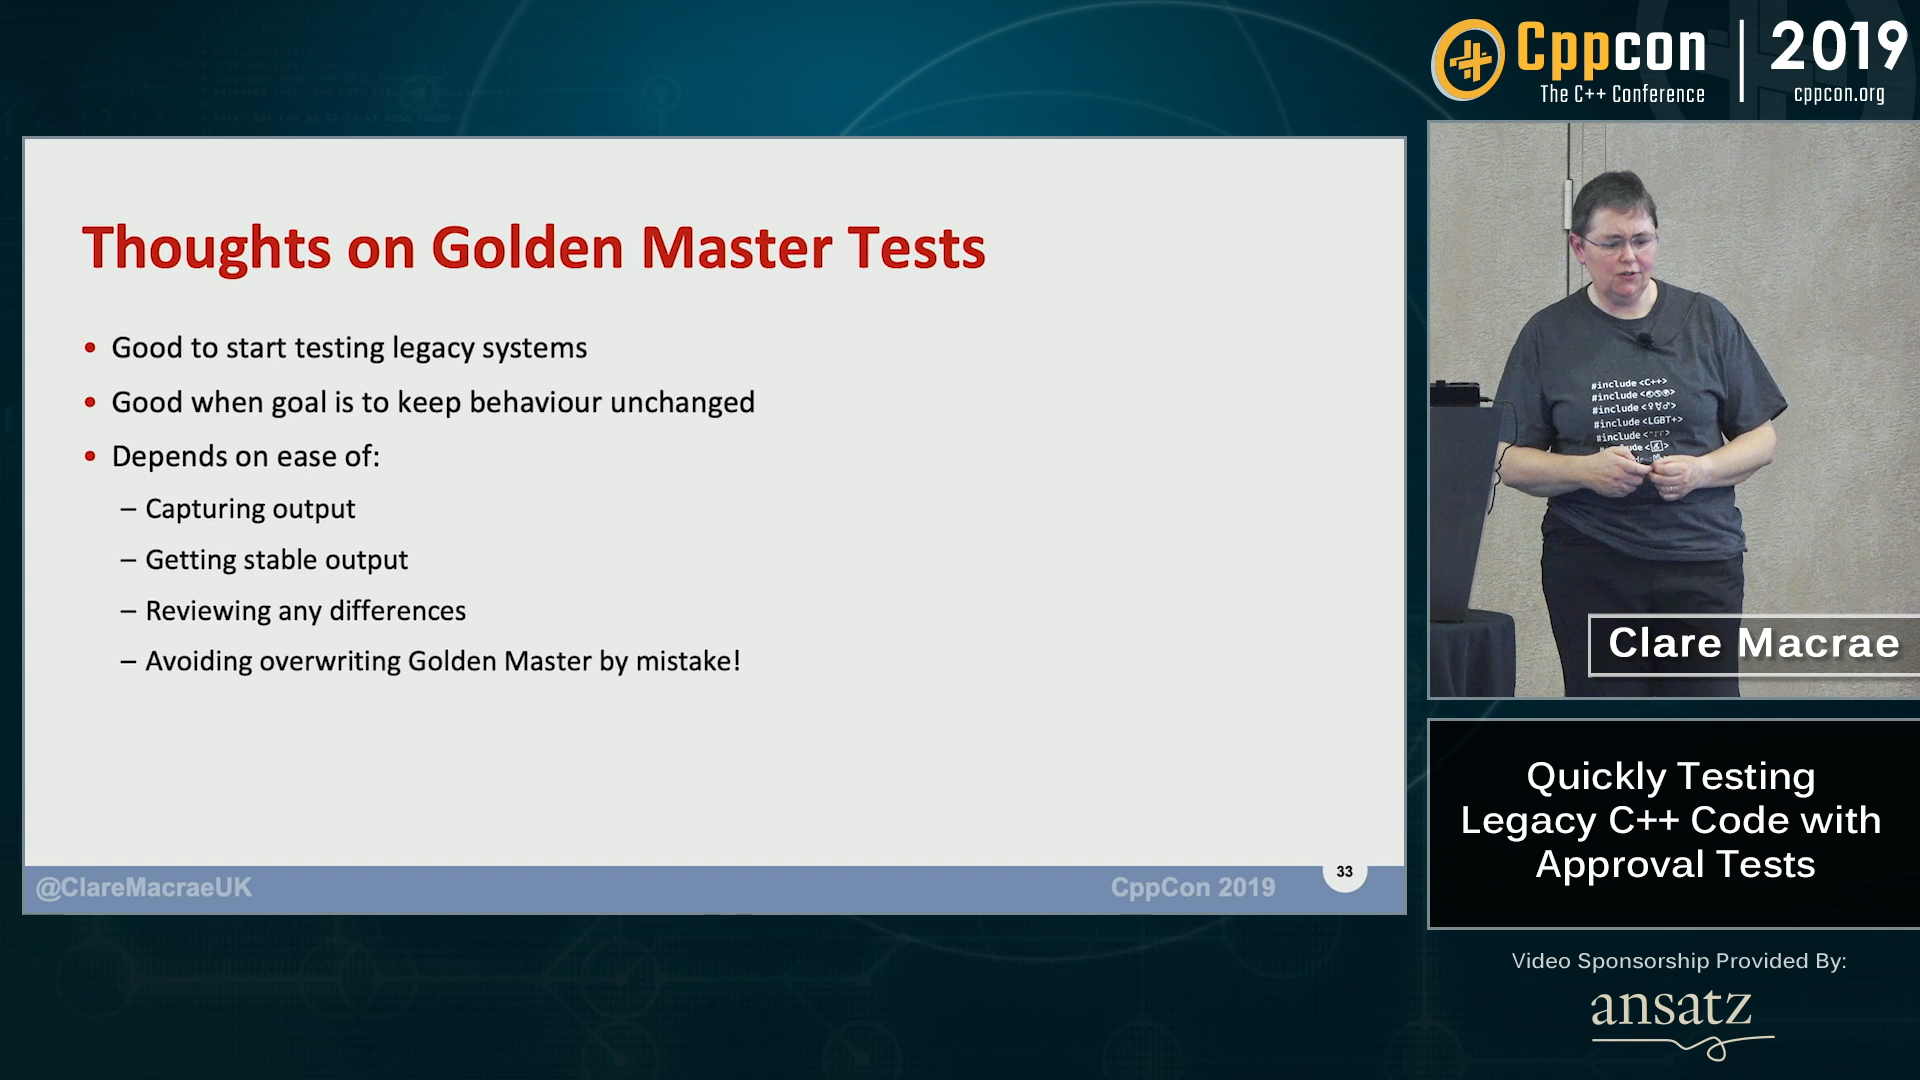 Cppcon
The C++ Conference
2019
cppcon.org
Thoughts on Golden Master Tests
• Good to start testing legacy systems
• Good when goal is to keep behaviour unchanged
• Depends on ease of:
– Capturing output
– Getting stable output
– Reviewing any differences
– Avoiding overwriting Golden Master by mistake!
@ClareMacraeUK
CppCon 2019
33
#include <C++>
#include
#include
#include <LGBT+>
#include
Clare Macrae
Quickly Testing
Legacy C++ Code with
Approval Tests
Video Sponsorship Provided By:
ansatz